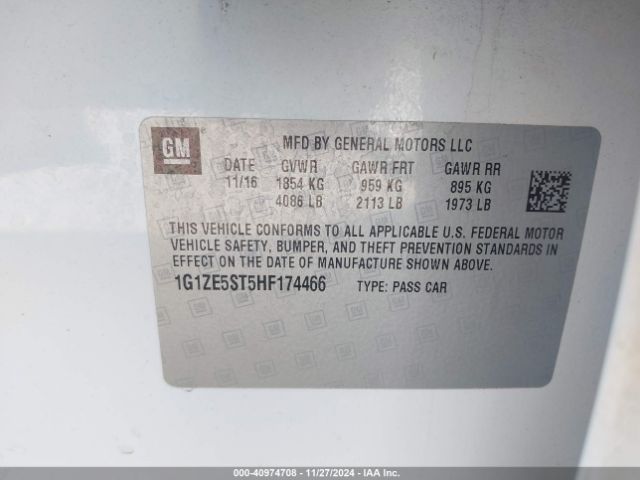 GM
MFD BY GENERAL MOTORS LLC
DATE GVWR GAWR FRT GAWR RR
11/16 1854 KG 959 KG 895 KG
4086 LB 2113 LB 1973 LB
THIS VEHICLE CONFORMS TO ALL APPLICABLE U.S. FEDERAL MOTOR
VEHICLE SAFETY, BUMPER, AND THEFT PREVENTION STANDARDS IN
EFFECT ON THE DATE OF MANUFACTURE SHOWN ABOVE.
1G1ZE5ST5HF174466 TYPE: PASS CAR
000-40974708 - 11/27/2024 - IAA Inc.